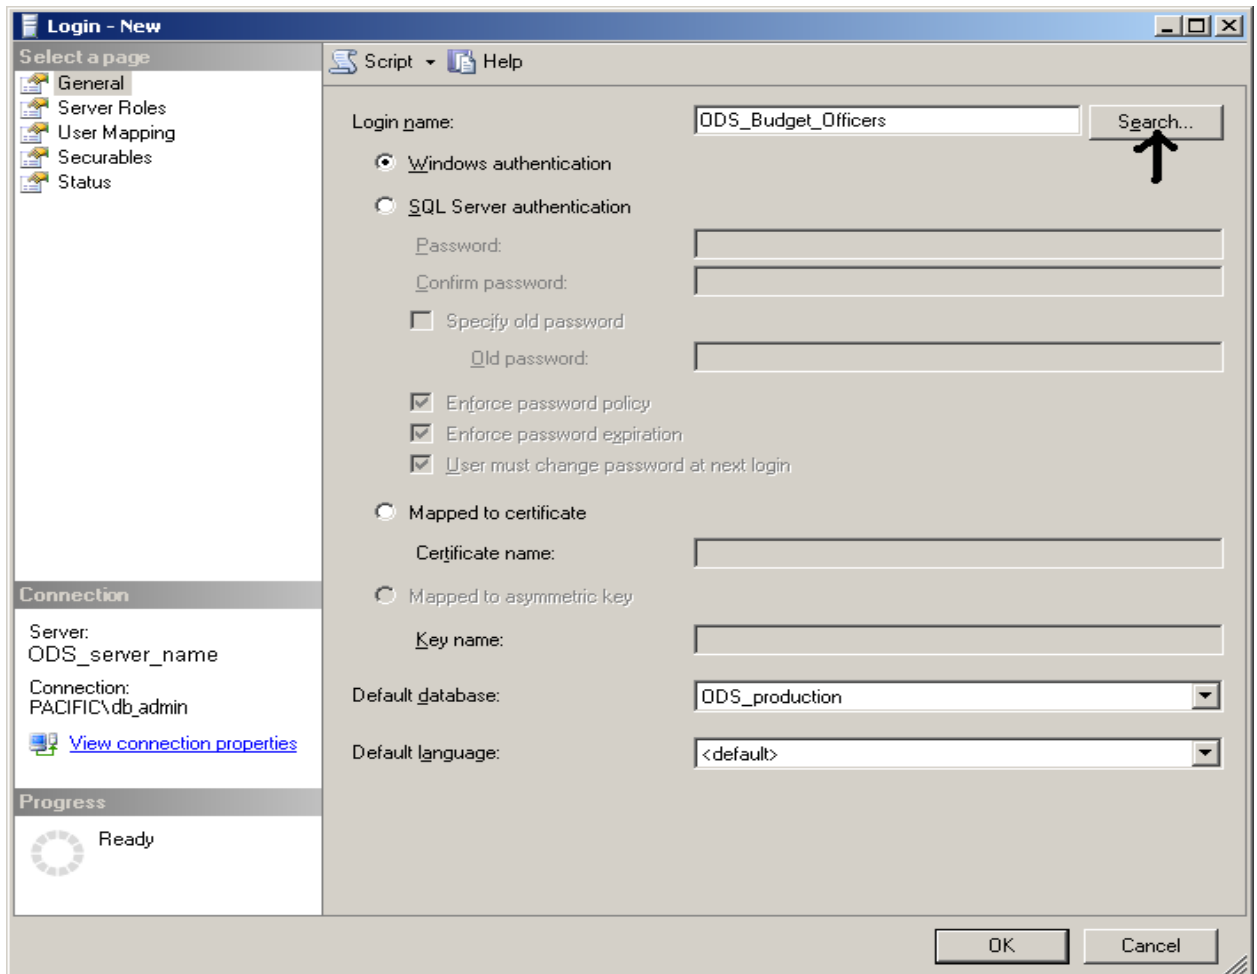 Login - New
Select a page
General
Server Roles
User Mapping
Securables
Status
Script
Help
Login name:
ODS_Budget_Officers
Search...
Windows authentication
SQL Server authentication
Password:
Confirm password:
Specify old password
Old password:
Enforce password policy
Enforce password expiration
User must change password at next login
Mapped to certificate
Certificate name:
Mapped to asymmetric key
Key name:
Default database:
ODS_production
Default language:
<default>
Connection
Server:
ODS_server_name
Connection:
PACIFIC\db_admin
View connection properties
Progress
Ready
OK
Cancel